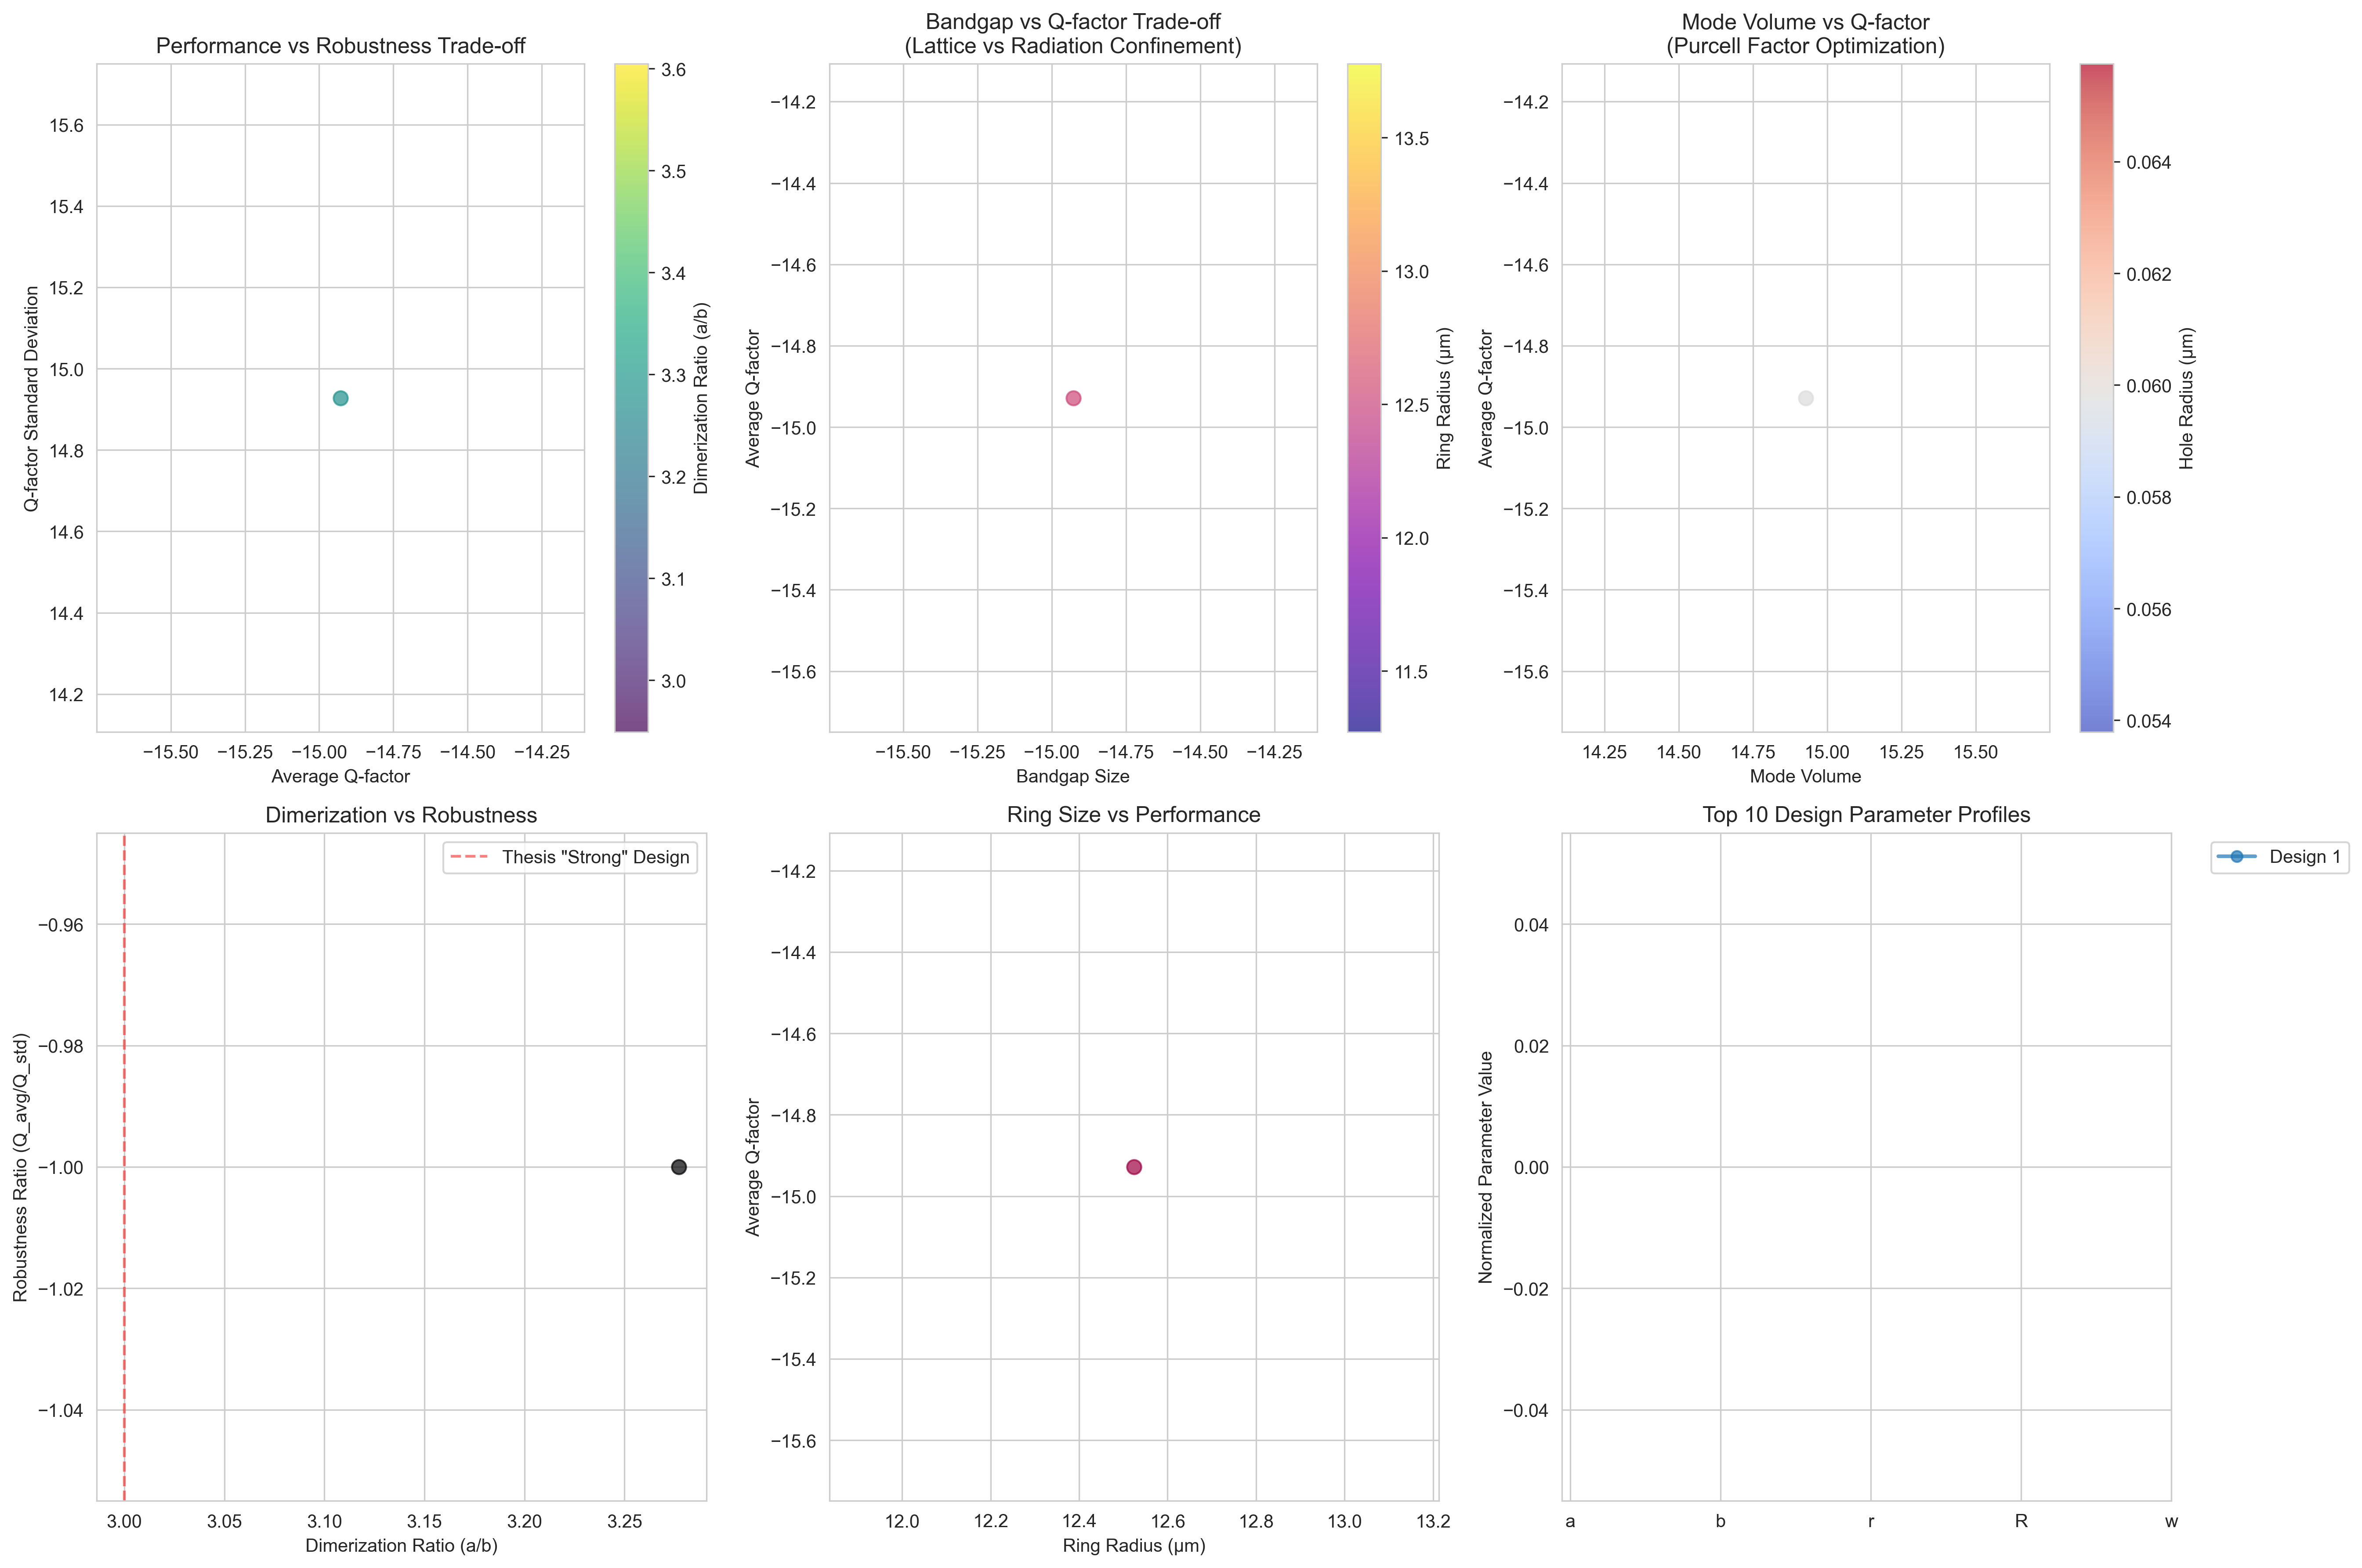 Performance vs Robustness Trade-off
Q-factor Standard Deviation
15.6
15.4
15.2
15.0
14.8
14.6
14.4
14.2
−15.50 −15.25 −15.00 −14.75 −14.50 −14.25
Average Q-factor
3.6
3.5
3.4
3.3
3.2
3.1
3.0
Dimerization Ratio (a/b)
Bandgap vs Q-factor Trade-off
(Lattice vs Radiation Confinement)
Average Q-factor
−14.2
−14.4
−14.6
−14.8
−15.0
−15.2
−15.4
−15.6
−15.50 −15.25 −15.00 −14.75 −14.50 −14.25
Bandgap Size
13.5
13.0
12.5
12.0
11.5
Ring Radius (μm)
Mode Volume vs Q-factor
(Purcell Factor Optimization)
Average Q-factor
−14.2
−14.4
−14.6
−14.8
−15.0
−15.2
−15.4
−15.6
14.25 14.50 14.75 15.00 15.25 15.50
Mode Volume
0.064
0.062
0.060
0.058
0.056
0.054
Hole Radius (μm)
Dimerization vs Robustness
Thesis "Strong" Design
Robustness Ratio (Q_avg/Q_std)
−0.96
−0.98
−1.00
−1.02
−1.04
3.00 3.05 3.10 3.15 3.20 3.25
Dimerization Ratio (a/b)
Ring Size vs Performance
Average Q-factor
−14.2
−14.4
−14.6
−14.8
−15.0
−15.2
−15.4
−15.6
12.0 12.2 12.4 12.6 12.8 13.0 13.2
Ring Radius (μm)
Top 10 Design Parameter Profiles
Design 1
Normalized Parameter Value
0.04
0.02
0.00
−0.02
−0.04
a b r R w